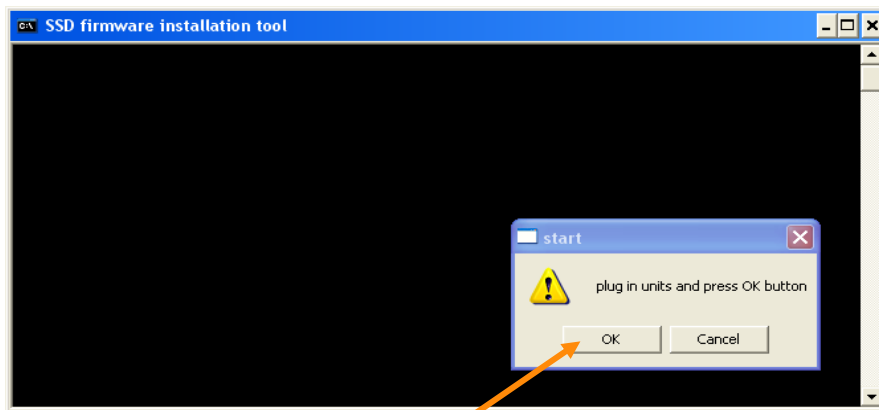 C:\ SSD firmware installation tool
start
plug in units and press OK button
OK Cancel